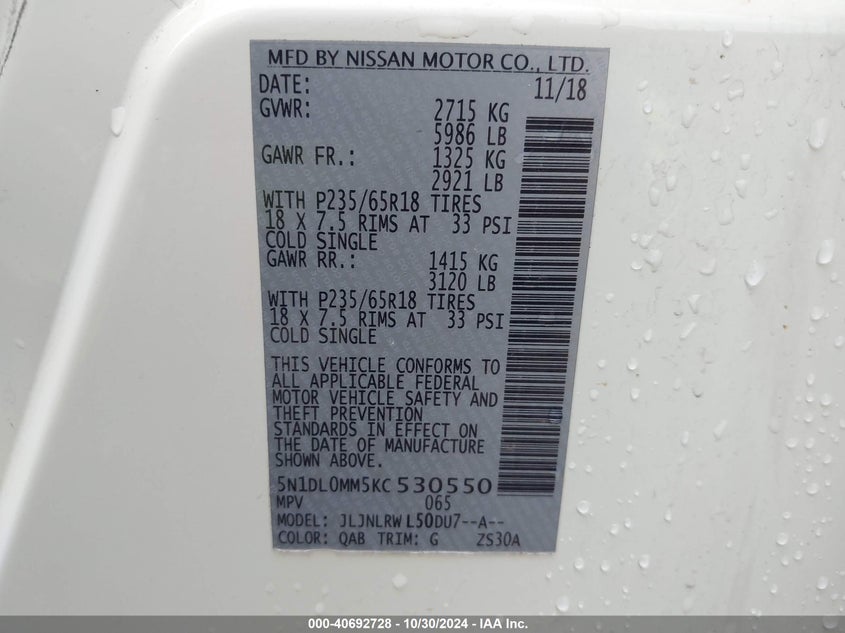 MFD BY NISSAN MOTOR CO., LTD.
DATE: 11/18
GVWR: 2715 KG
5986 LB
GAWR FR.: 1325 KG
2921 LB
WITH P235/65R18 TIRES
18 X 7.5 RIMS AT 33 PSI
COLD SINGLE
GAWR RR.: 1415 KG
3120 LB
WITH P235/65R18 TIRES
18 X 7.5 RIMS AT 33 PSI
COLD SINGLE
THIS VEHICLE CONFORMS TO
ALL APPLICABLE FEDERAL
MOTOR VEHICLE SAFETY AND
THEFT PREVENTION
STANDARDS IN EFFECT ON
THE DATE OF MANUFACTURE
SHOWN ABOVE.
5N1DL0MM5KC530550
MPV 065
MODEL: JLJNLRW L50DU7--A--
COLOR: QAB TRIM: G ZS30A
000-40692728 - 10/30/2024 - IAA Inc.